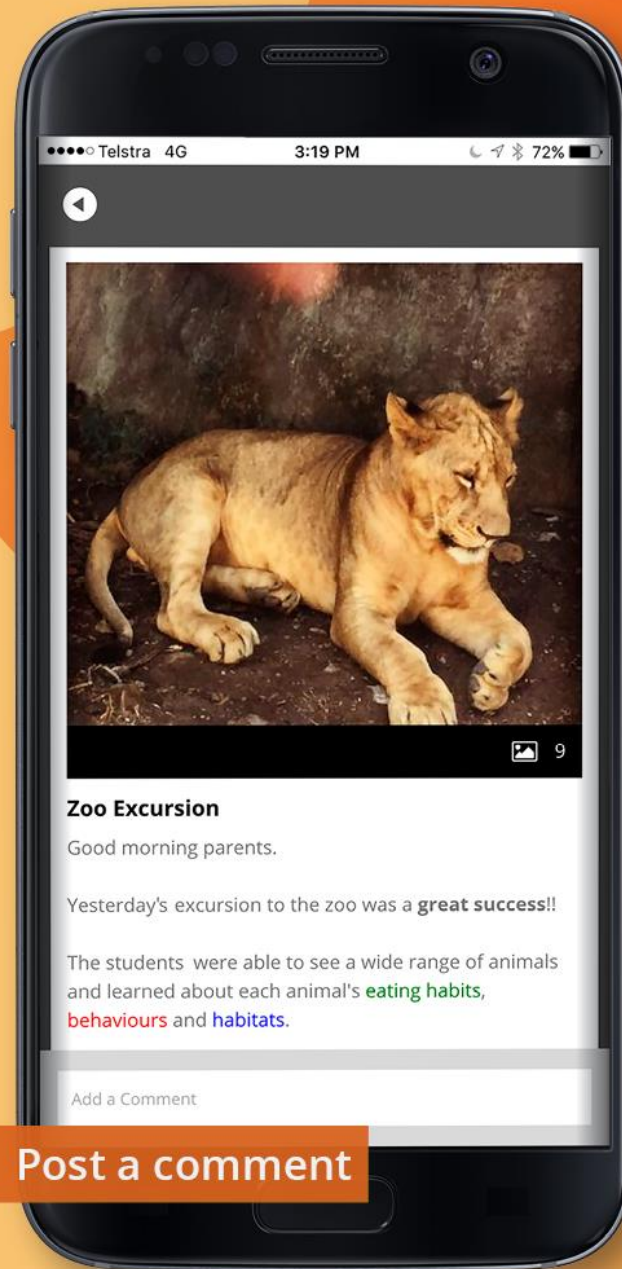 Telstra 4G 3:19 PM 72%
9
Zoo Excursion
Good morning parents.
Yesterday's excursion to the zoo was a great success!!
The students were able to see a wide range of animals
and learned about each animal's eating habits,
behaviours and habitats.
Add a Comment
Post a comment